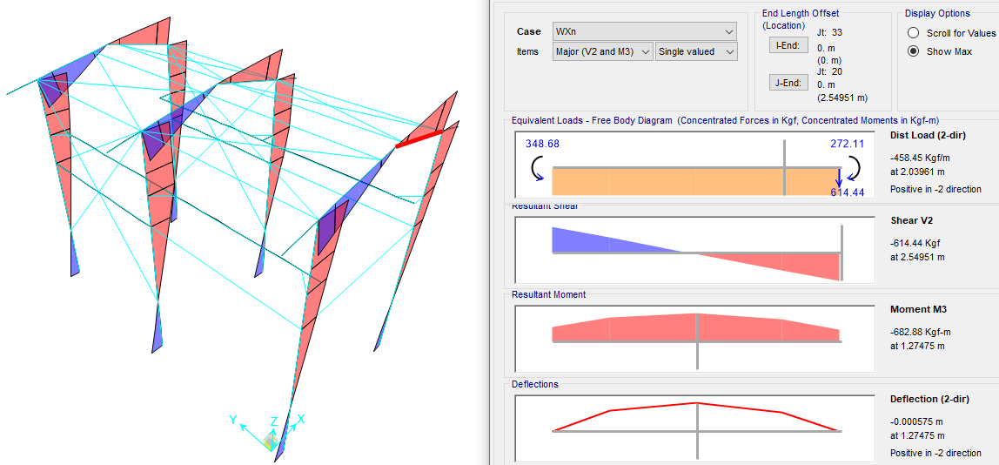 Y
Z
X
Case
WXn
Items
Major (V2 and M3)
Single valued
End Length Offset
(Location)
Jt: 33
I-End:
0. m
(0. m)
Jt: 20
J-End:
0. m
(2.54951 m)
Display Options
Scroll for Values
Show Max
Equivalent Loads - Free Body Diagram (Concentrated Forces in Kgf, Concentrated Moments in Kgf-m)
348.68
272.11
614.44
Dist Load (2-dir)
-458.45 Kgf/m
at 2.03961 m
Positive in -2 direction
Resultant Shear
Shear V2
-614.44 Kgf
at 2.54951 m
Resultant Moment
Moment M3
-682.88 Kgf-m
at 1.27475 m
Deflections
Deflection (2-dir)
-0.000575 m
at 1.27475 m
Positive in -2 direction